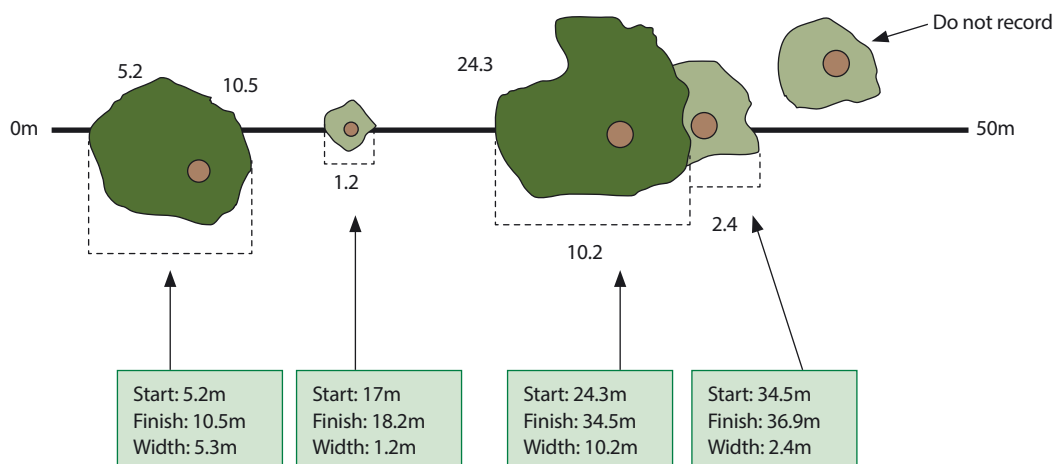 Do not record
5.2
10.5
24.3
0m
50m
1.2
2.4
10.2
Start: 5.2m
Finish: 10.5m
Width: 5.3m
Start: 17m
Finish: 18.2m
Width: 1.2m
Start: 24.3m
Finish: 34.5m
Width: 10.2m
Start: 34.5m
Finish: 36.9m
Width: 2.4m